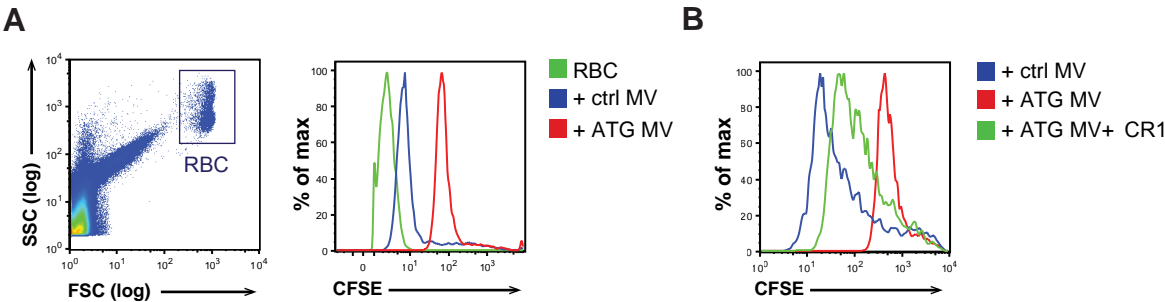 A
B
SSC (log)
10^4
10^3
10^2
10^1
10^0
RBC
10^0 10^1 10^2 10^3 10^4
FSC (log)
% of max
100
80
60
40
20
0
0 10^1 10^2 10^3
CFSE
RBC
+ ctrl MV
+ ATG MV
% of max
100
80
60
40
20
0
10^0 10^1 10^2 10^3 10^4
CFSE
+ ctrl MV
+ ATG MV
+ ATG MV+ CR1